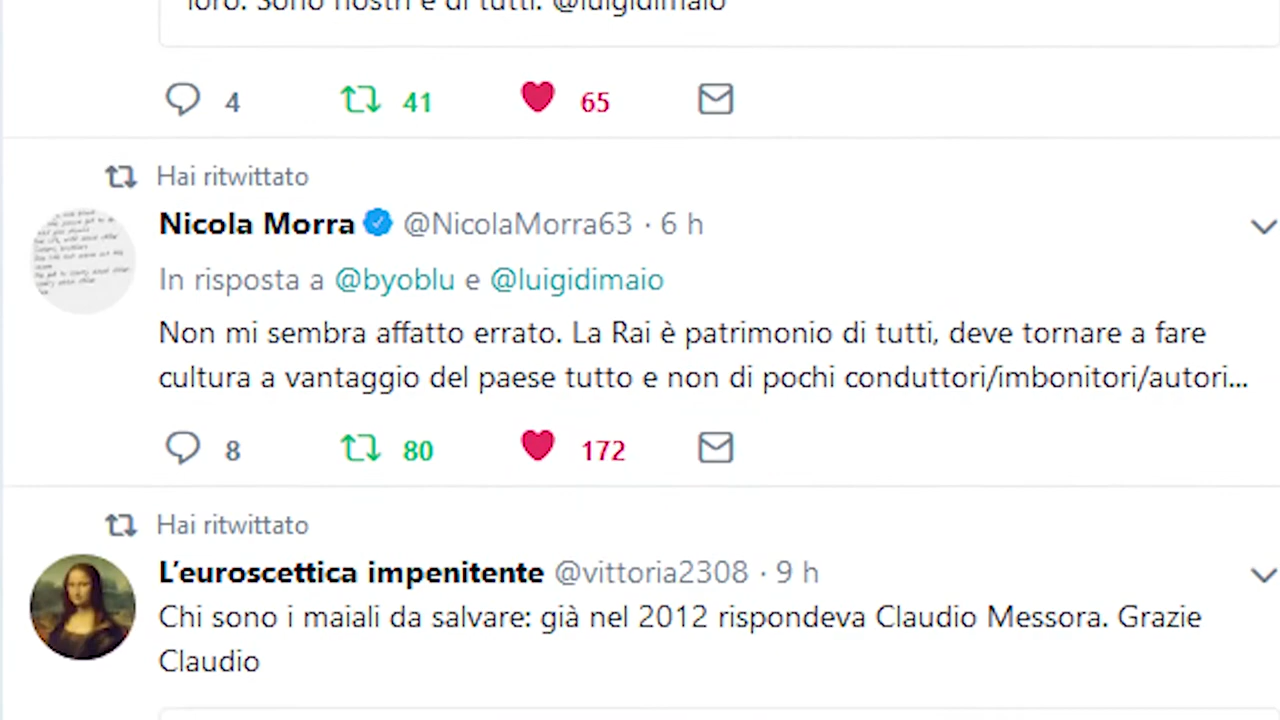 loro. Sono nostri e di tutti. @luigidimaio
4 41 65
Hai ritwittato
Nicola Morra @NicolaMorra63 · 6 h
In risposta a @byoblu e @luigidimaio
Non mi sembra affatto errato. La Rai è patrimonio di tutti, deve tornare a fare
cultura a vantaggio del paese tutto e non di pochi conduttori/imbonitori/autori...
8 80 172
Hai ritwittato
L'euroscettica impenitente @vittoria2308 · 9 h
Chi sono i maiali da salvare: già nel 2012 rispondeva Claudio Messora. Grazie
Claudio